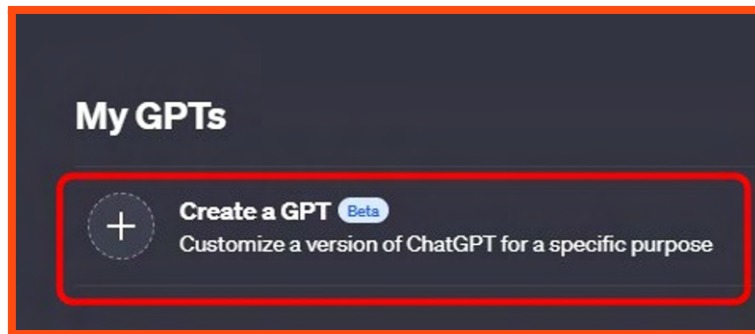 My GPTs
Create a GPT Beta
Customize a version of ChatGPT for a specific purpose